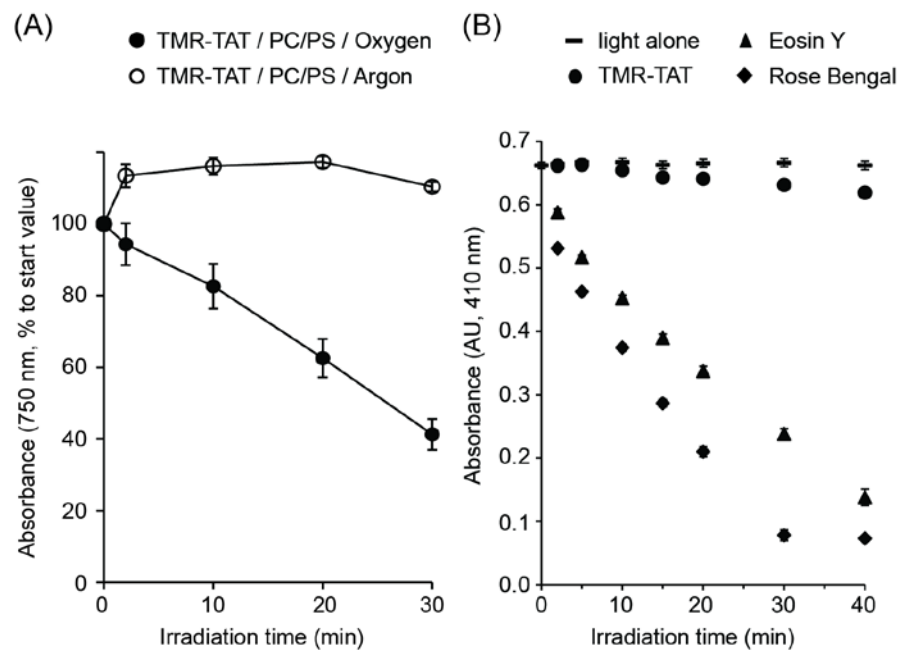 (A)
● TMR-TAT / PC/PS / Oxygen
○ TMR-TAT / PC/PS / Argon
Absorbance (750 nm, % to start value)
100
80
60
40
20
0
0 10 20 30
Irradiation time (min)
(B)
- light alone ▲ Eosin Y
● TMR-TAT ◆ Rose Bengal
Absorbance (AU, 410 nm)
0.7
0.6
0.5
0.4
0.3
0.2
0.1
0.0
0 10 20 30 40
Irradiation time (min)